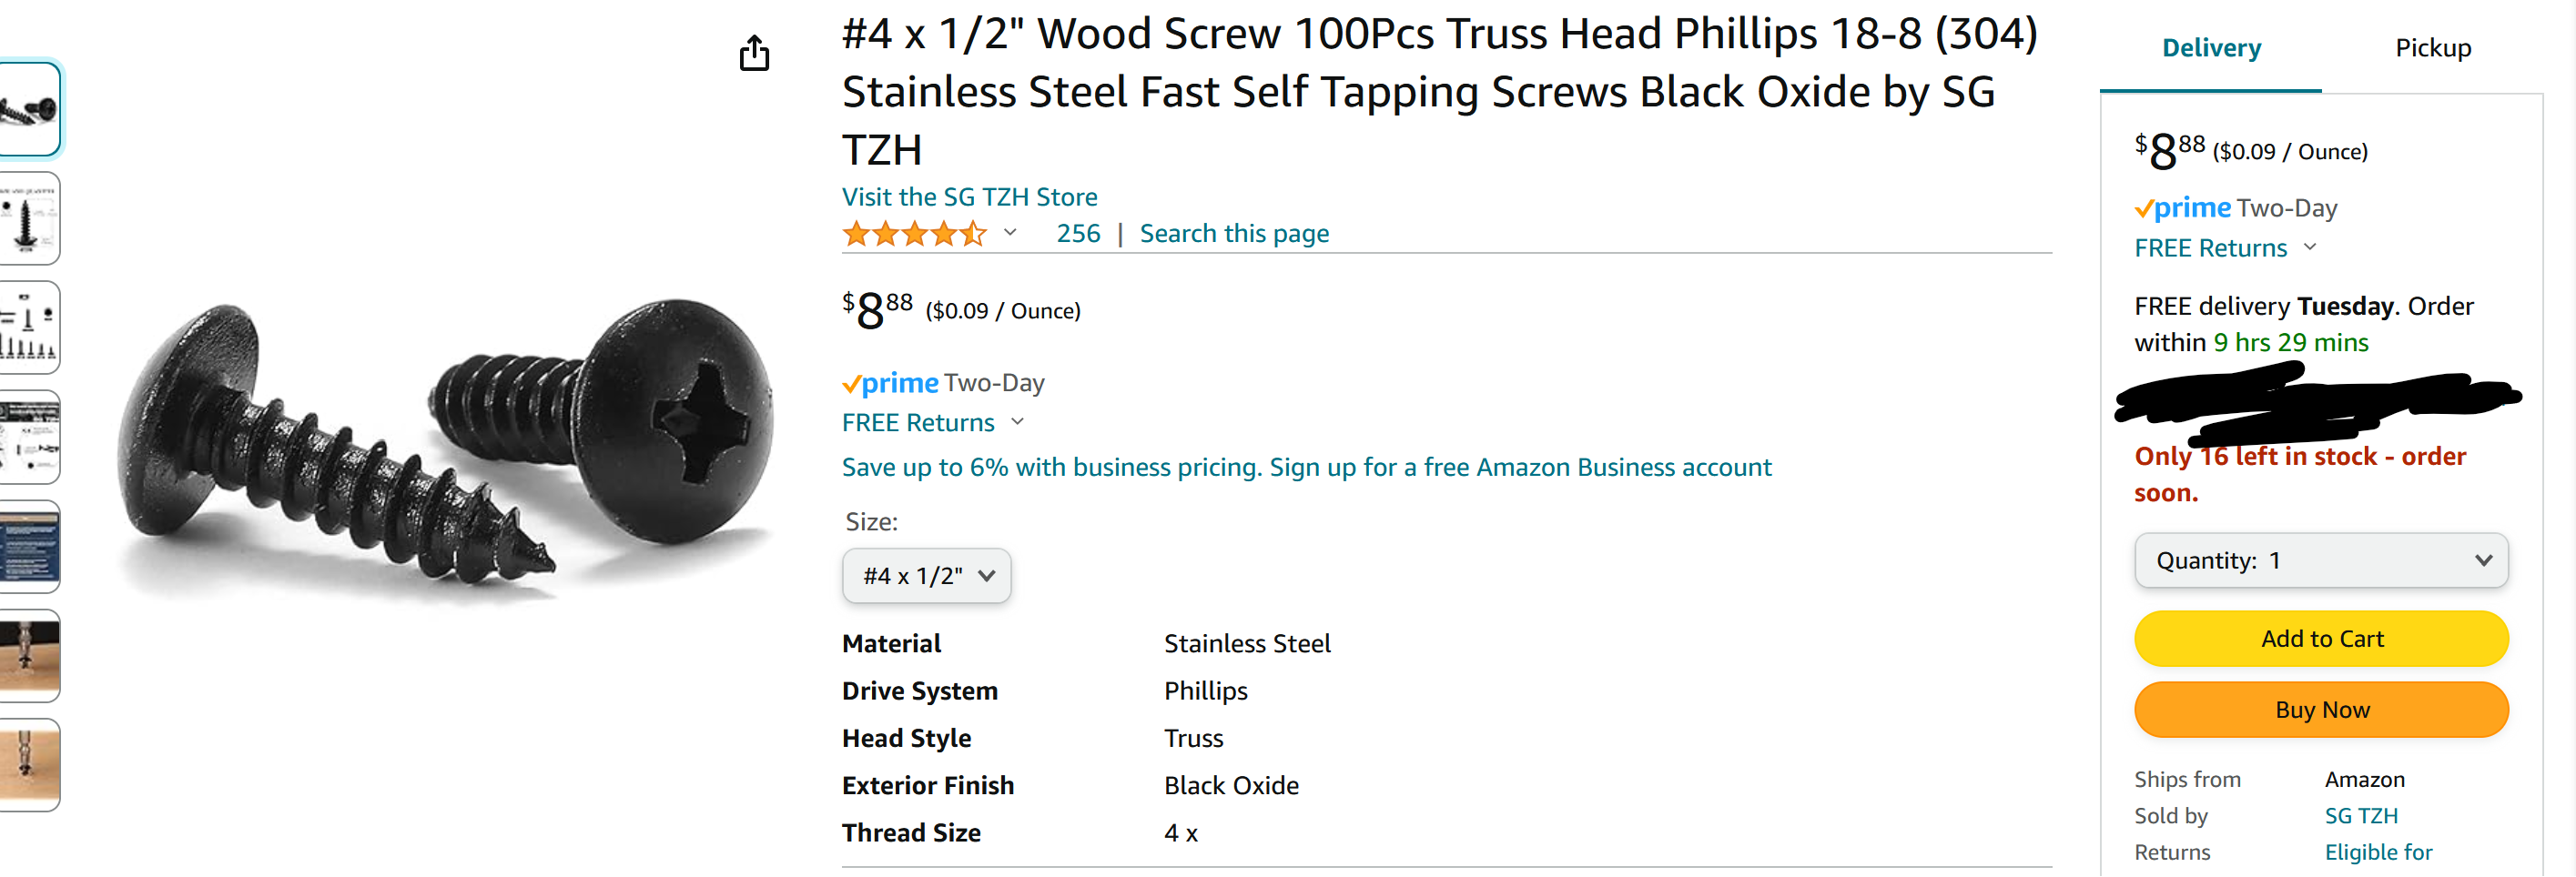 #4 x 1/2" Wood Screw 100Pcs Truss Head Phillips 18-8 (304)
Stainless Steel Fast Self Tapping Screws Black Oxide by SG
TZH
Visit the SG TZH Store
256 | Search this page
$8.88 ($0.09 / Ounce)
prime Two-Day
FREE Returns
Save up to 6% with business pricing. Sign up for a free Amazon Business account
Size:
#4 x 1/2"
Material Stainless Steel
Drive System Phillips
Head Style Truss
Exterior Finish Black Oxide
Thread Size 4 x
Delivery Pickup
$8.88 ($0.09 / Ounce)
prime Two-Day
FREE Returns
FREE delivery Tuesday. Order
within 9 hrs 29 mins
Only 16 left in stock - order
soon.
Quantity: 1
Add to Cart
Buy Now
Ships from Amazon
Sold by SG TZH
Returns Eligible for